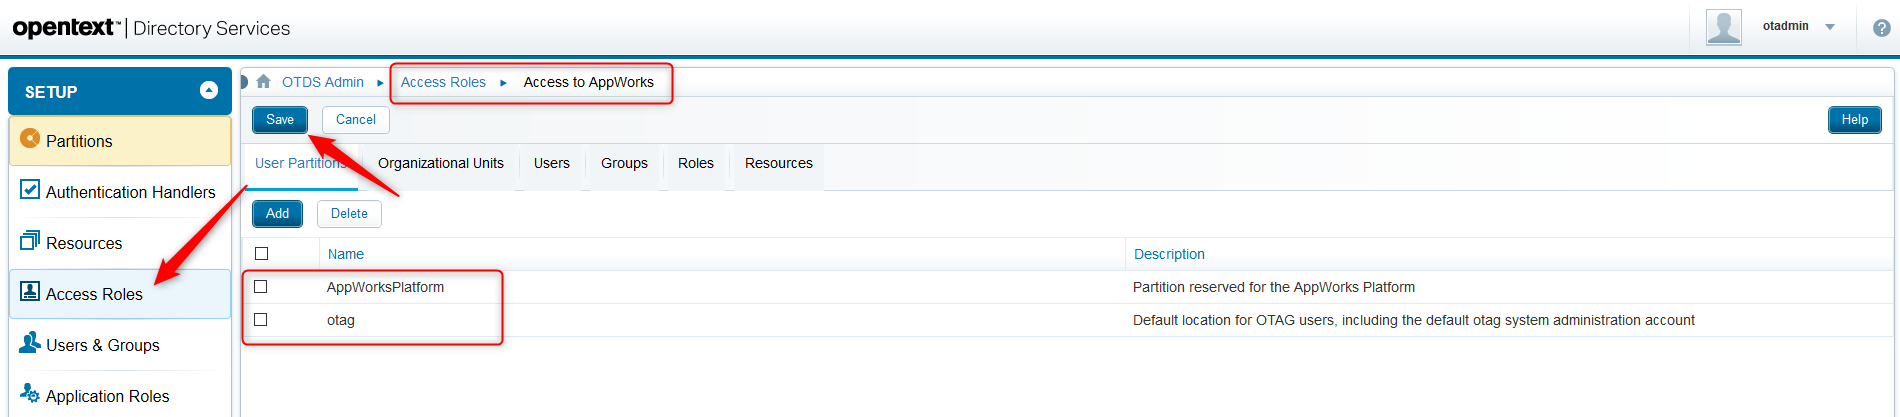 opentext™ | Directory Services
otadmin
SETUP
Partitions
Authentication Handlers
Resources
Access Roles
Users & Groups
Application Roles
OTDS Admin ▸ Access Roles ▸ Access to AppWorks
Save Cancel Help
User Partitions Organizational Units Users Groups Roles Resources
Add Delete
Name Description
AppWorksPlatform Partition reserved for the AppWorks Platform
otag Default location for OTAG users, including the default otag system administration account